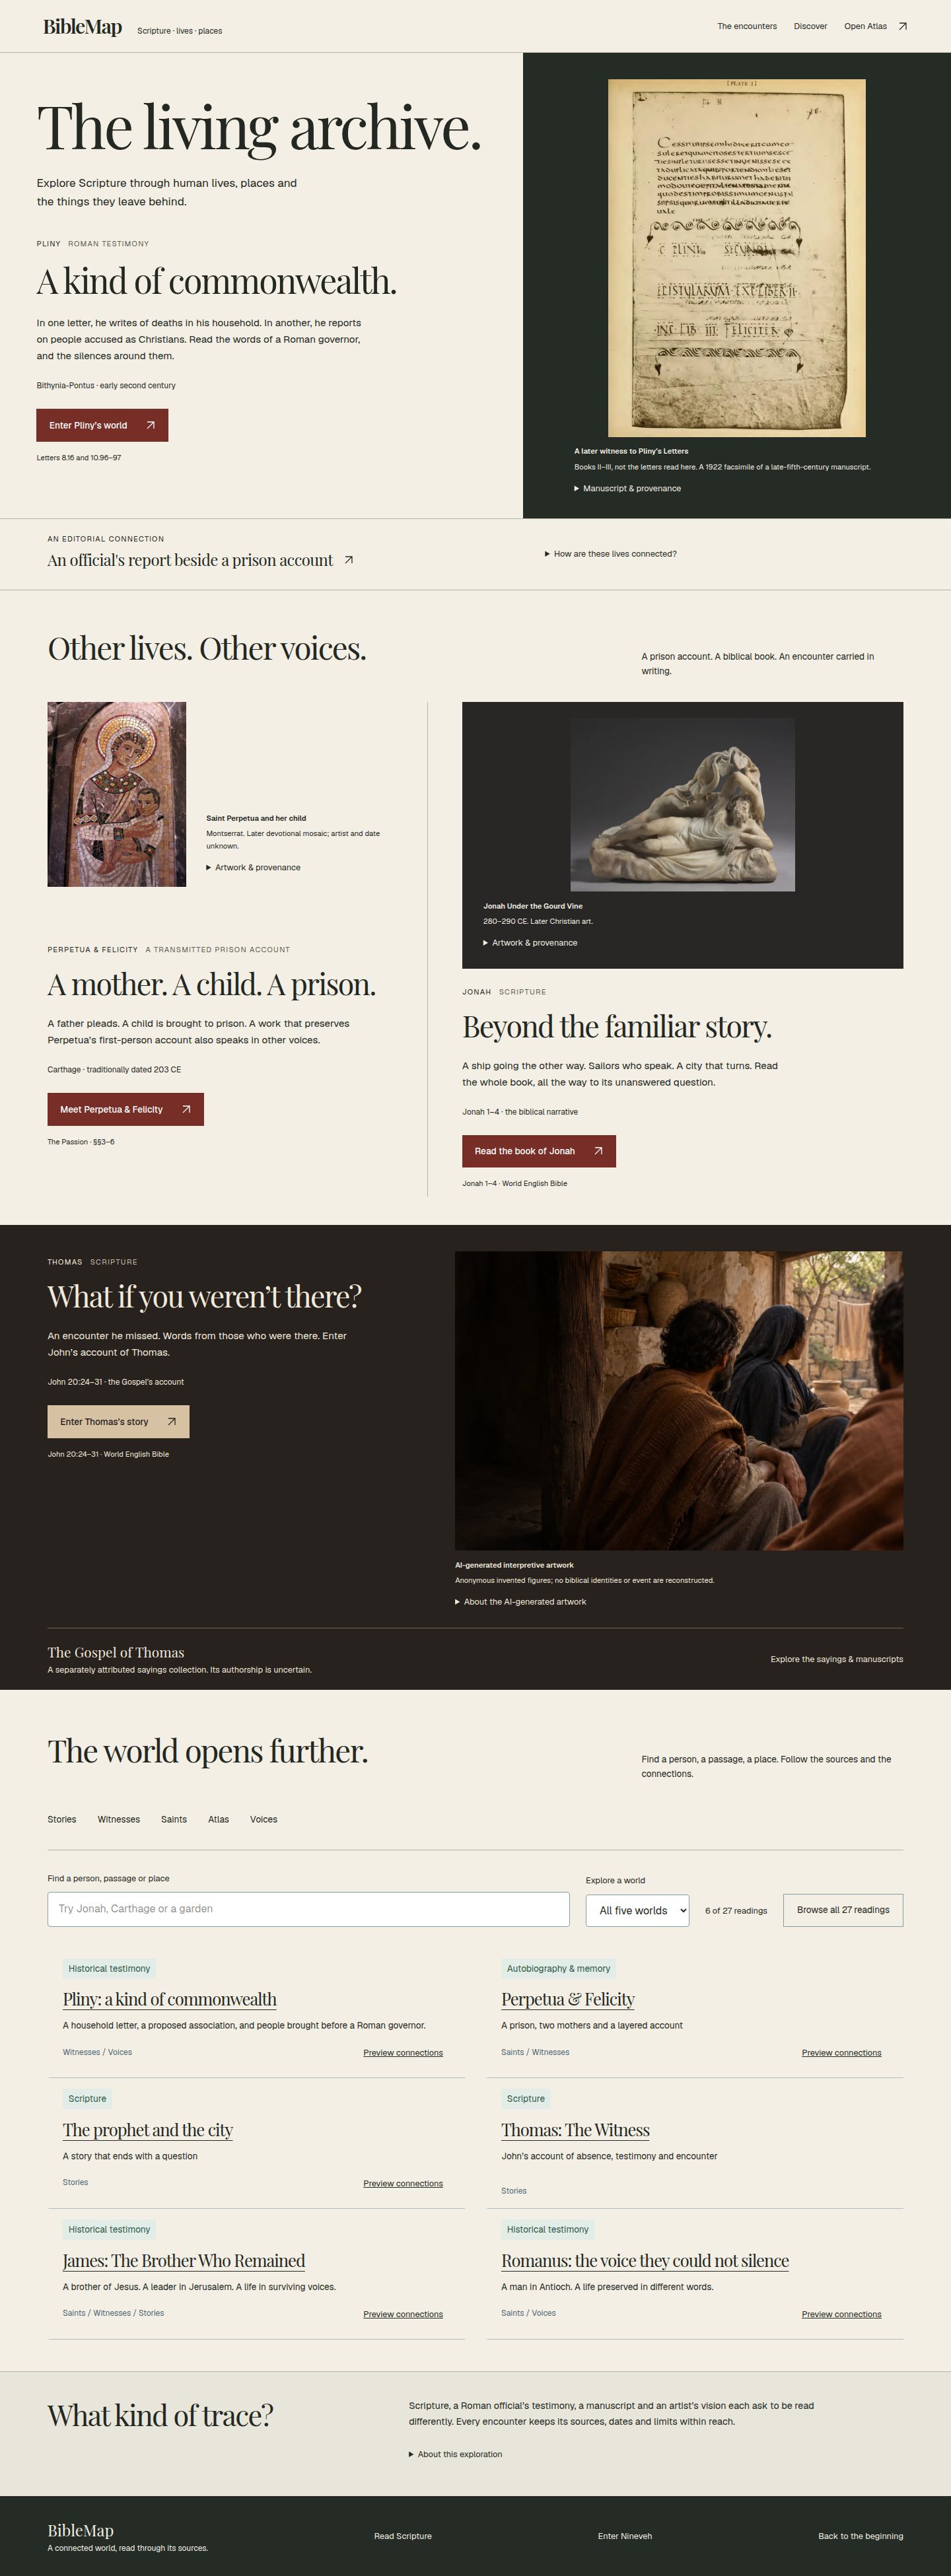 BibleMap
Scripture · lives · places
The encounters
Discover
Open Atlas
The living archive.
Explore Scripture through human lives, places and
the things they leave behind.
PLINY ROMAN TESTIMONY
A kind of commonwealth.
In one letter, he writes of deaths in his household. In another, he reports
on people accused as Christians. Read the words of a Roman governor,
and the silences around them.
Bithynia-Pontus · early second century
Enter Pliny's world
Letters 8.16 and 10.96–97
[PLATE I]
A later witness to Pliny's Letters
Books II–III, not the letters read here. A 1922 facsimile of a late-fifth-century manuscript.
Manuscript & provenance
AN EDITORIAL CONNECTION
An official's report beside a prison account
How are these lives connected?
Other lives. Other voices.
A prison account. A biblical book. An encounter carried in
writing.
Saint Perpetua and her child
Montserrat. Later devotional mosaic; artist and date
unknown.
Artwork & provenance
PERPETUA & FELICITY A TRANSMITTED PRISON ACCOUNT
A mother. A child. A prison.
A father pleads. A child is brought to prison. A work that preserves
Perpetua's first-person account also speaks in other voices.
Carthage · traditionally dated 203 CE
Meet Perpetua & Felicity
The Passion · §§3–6
Jonah Under the Gourd Vine
280–290 CE. Later Christian art.
Artwork & provenance
JONAH SCRIPTURE
Beyond the familiar story.
A ship going the other way. Sailors who speak. A city that turns. Read
the whole book, all the way to its unanswered question.
Jonah 1–4 · the biblical narrative
Read the book of Jonah
Jonah 1–4 · World English Bible
THOMAS SCRIPTURE
What if you weren't there?
An encounter he missed. Words from those who were there. Enter
John's account of Thomas.
John 20:24–31 · the Gospel's account
Enter Thomas's story
John 20:24–31 · World English Bible
AI-generated interpretive artwork
Anonymous invented figures; no biblical identities or event are reconstructed.
About the AI-generated artwork
The Gospel of Thomas
A separately attributed sayings collection. Its authorship is uncertain.
Explore the sayings & manuscripts
The world opens further.
Find a person, a passage, a place. Follow the sources and the
connections.
Stories
Witnesses
Saints
Atlas
Voices
Find a person, passage or place
Try Jonah, Carthage or a garden
Explore a world
All five worlds
6 of 27 readings
Browse all 27 readings
Historical testimony
Pliny: a kind of commonwealth
A household letter, a proposed association, and people brought before a Roman governor.
Witnesses / Voices
Preview connections
Autobiography & memory
Perpetua & Felicity
A prison, two mothers and a layered account
Saints / Witnesses
Preview connections
Scripture
The prophet and the city
A story that ends with a question
Stories
Preview connections
Scripture
Thomas: The Witness
John's account of absence, testimony and encounter
Stories
Historical testimony
James: The Brother Who Remained
A brother of Jesus. A leader in Jerusalem. A life in surviving voices.
Saints / Witnesses / Stories
Preview connections
Historical testimony
Romanus: the voice they could not silence
A man in Antioch. A life preserved in different words.
Saints / Voices
Preview connections
What kind of trace?
Scripture, a Roman official's testimony, a manuscript and an artist's vision each ask to be read
differently. Every encounter keeps its sources, dates and limits within reach.
About this exploration
BibleMap
A connected world, read through its sources.
Read Scripture
Enter Nineveh
Back to the beginning